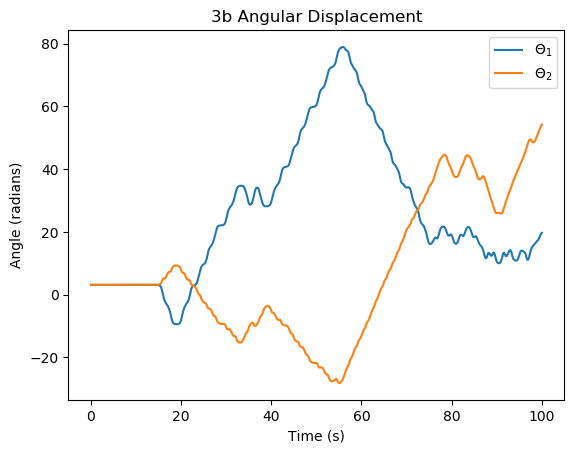 3b Angular Displacement
Θ₁
Θ₂
Angle (radians)
80
60
40
20
0
−20
0 20 40 60 80 100
Time (s)